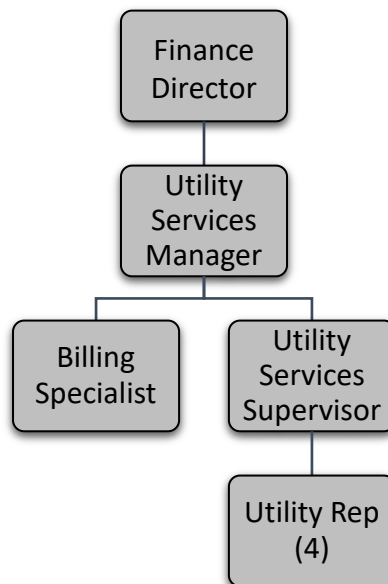 Finance
Director
Utility
Services
Manager
Billing
Specialist
Utility
Services
Supervisor
Utility Rep
(4)